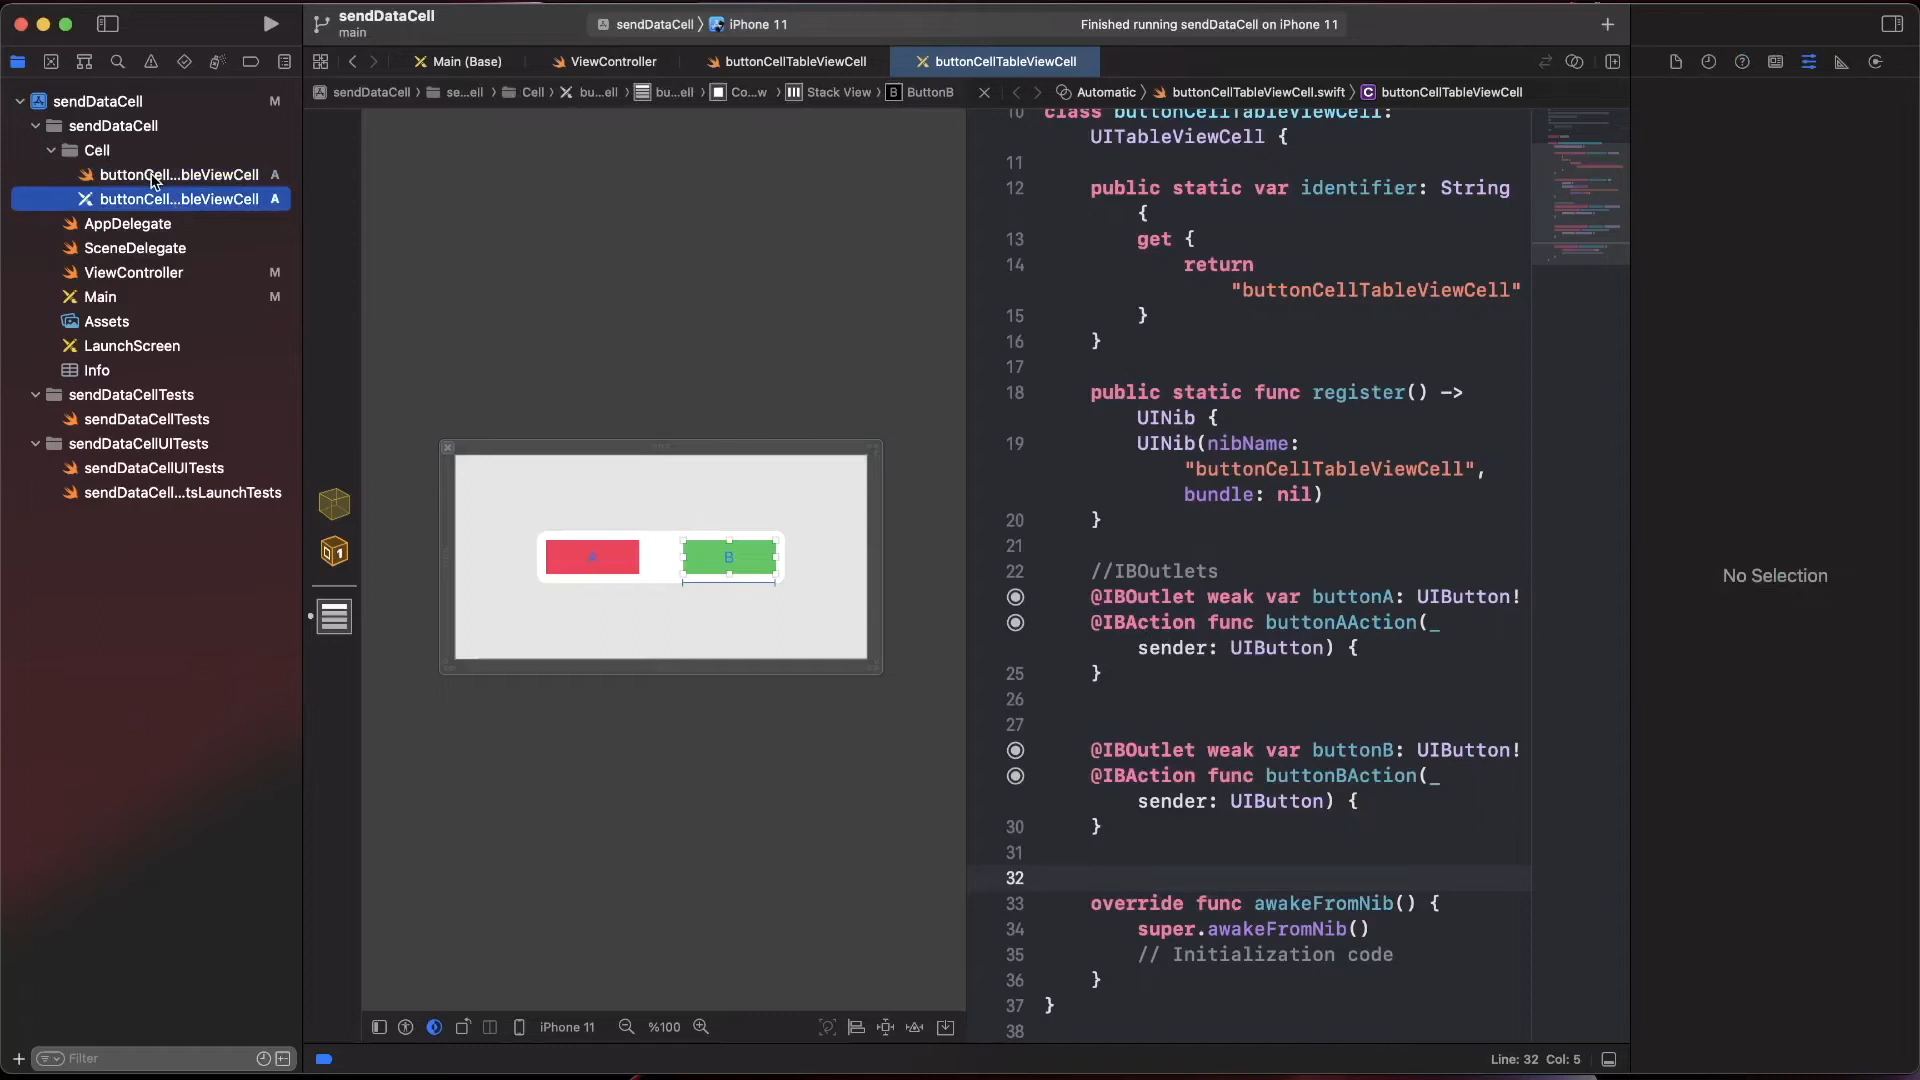 sendDataCell
main
sendDataCell
iPhone 11
Finished running sendDataCell on iPhone 11
Main (Base)
ViewController
buttonCellTableViewCell
buttonCellTableViewCell
sendDataCell
se...ell
Cell
bu...ell
bu...ell
Co...w
Stack View
B
ButtonB
Automatic
buttonCellTableViewCell.swift
C
buttonCellTableViewCell
sendDataCell
M
sendDataCell
Cell
buttonCell...bleViewCell
A
buttonCell...bleViewCell
A
AppDelegate
SceneDelegate
ViewController
M
Main
M
Assets
LaunchScreen
Info
sendDataCellTests
sendDataCellTests
sendDataCellUITests
sendDataCellUITests
sendDataCell...tsLaunchTests
Filter
1
A
B
iPhone 11
%100
10 class buttonCellTableViewCell:
UITableViewCell {
11
12 public static var identifier: String
{
13 get {
14 return
"buttonCellTableViewCell"
15 }
16 }
17
18 public static func register() ->
UINib {
19 UINib(nibName:
"buttonCellTableViewCell",
bundle: nil)
20 }
21
22 //IBOutlets
@IBOutlet weak var buttonA: UIButton!
@IBAction func buttonAAction(_
sender: UIButton) {
25 }
26
27
@IBOutlet weak var buttonB: UIButton!
@IBAction func buttonBAction(_
sender: UIButton) {
30 }
31
32
33 override func awakeFromNib() {
34 super.awakeFromNib()
35 // Initialization code
36 }
37 }
38
Line: 32 Col: 5
No Selection